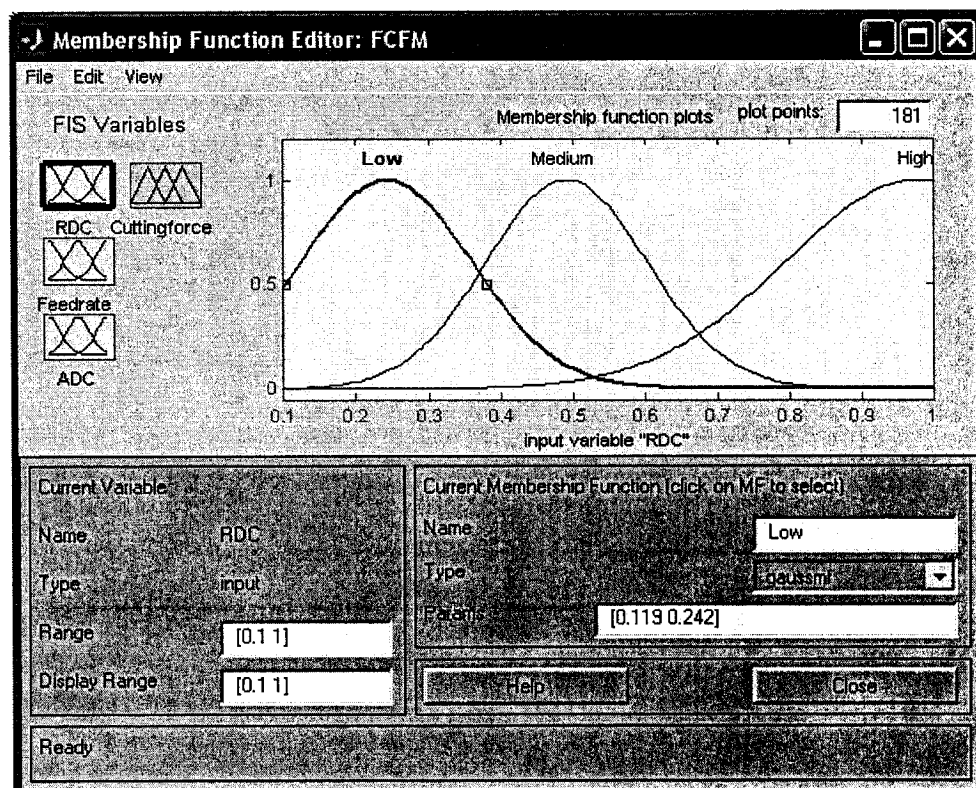 Membership Function Editor: FCFM
File Edit View
FIS Variables
Membership function plots plot points: 181
RDC Cuttingforce
Feedrate
ADC
Low Medium High
1
0.5
0
0.1 0.2 0.3 0.4 0.5 0.6 0.7 0.8 0.9 1
input variable "RDC"
Current Variable
Name RDC
Type input
Range [0.1 1]
Display Range [0.1 1]
Current Membership Function (click on MF to select)
Name Low
Type gaussmf
Params [0.119 0.242]
Help Close
Ready